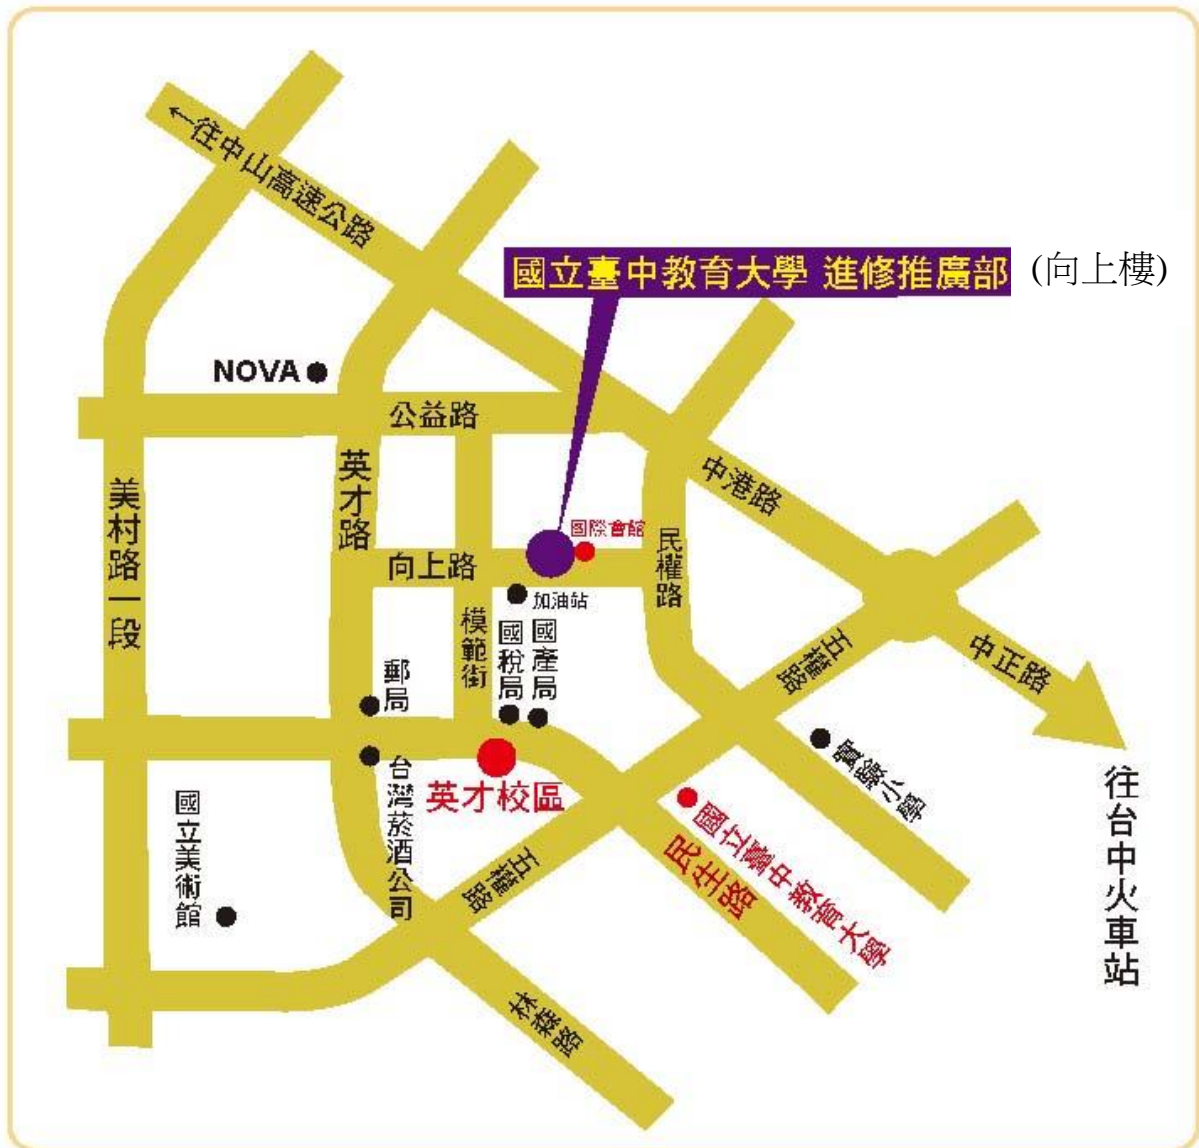 ←往中山高速公路
國立臺中教育大學 進修推廣部
(向上樓)
NOVA
公益路
中港路
美村路一段
英才路
國際會館
民權路
向上路
加油站
模範街
國稅局
國產局
郵局
五權路
中正路
實驗小學
英才校區
台灣菸酒公司
國立美術館
五權路
民生路
國立臺中教育大學
往台中火車站
林森路